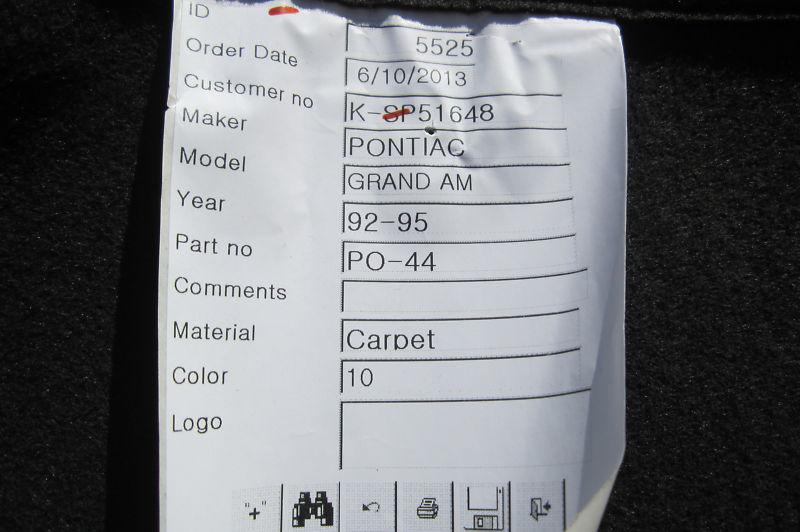 ID 5525
Order Date 6/10/2013
Customer no K-SP51648
Maker PONTIAC
Model GRAND AM
Year 92-95
Part no PO-44
Comments
Material Carpet
Color 10
Logo
"+"